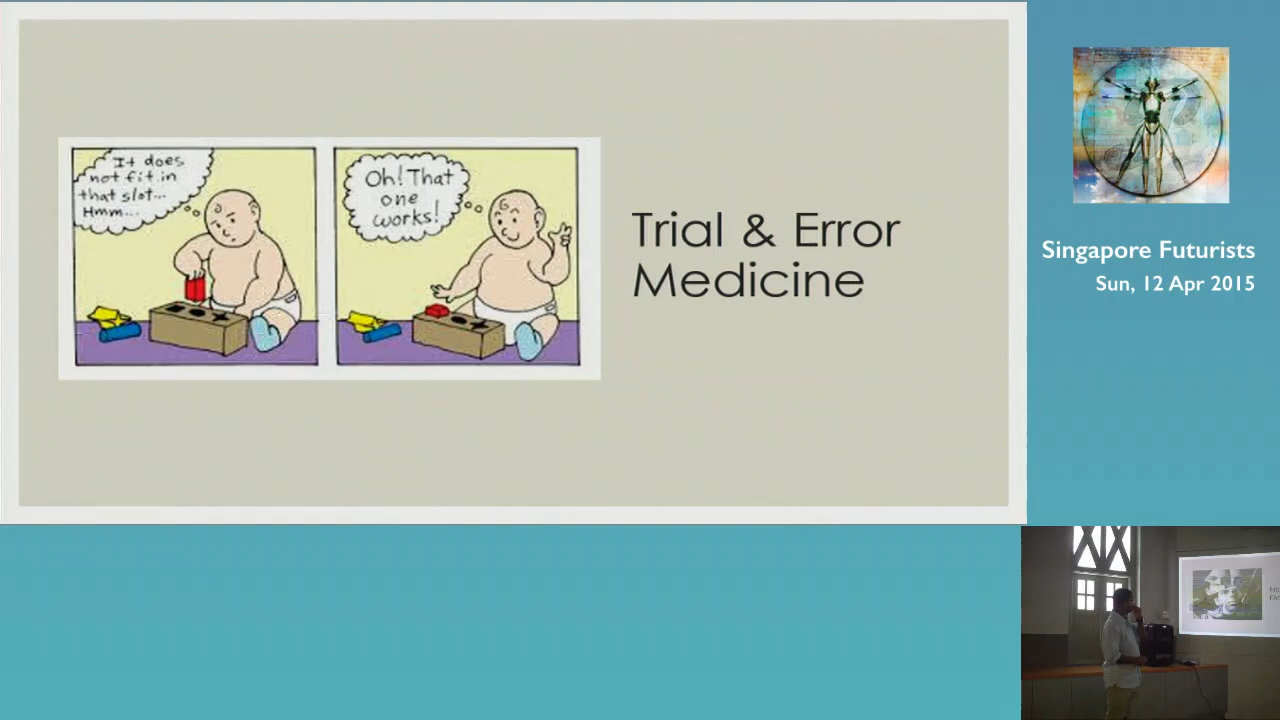 It does
not fit in
that slot...
Hmm...
Oh! That
one
works!
Trial & Error
Medicine
Singapore Futurists
Sun, 12 Apr 2015